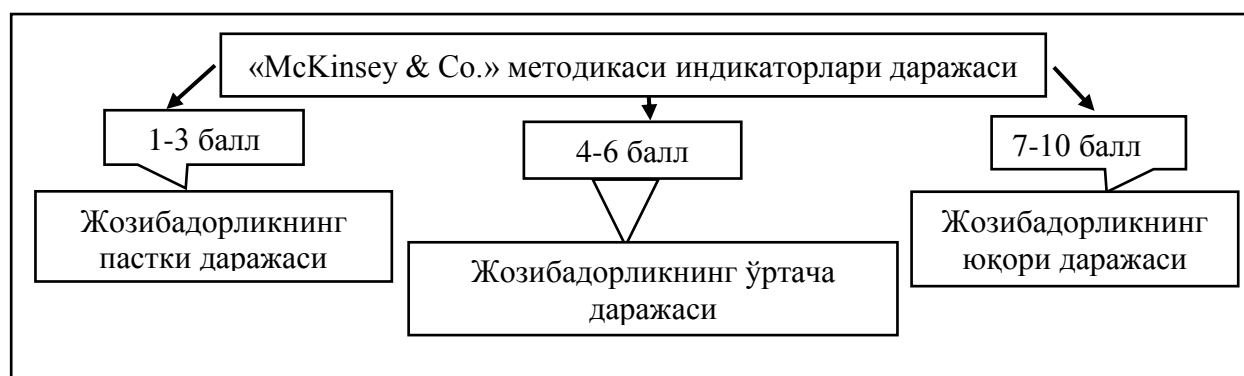 «McKinsey & Co.» методикаси индикаторлари даражаси
1-3 балл
4-6 балл
7-10 балл
Жозибадорликнинг
пастки даражаси
Жозибадорликнинг ўртача
даражаси
Жозибадорликнинг
юқори даражаси